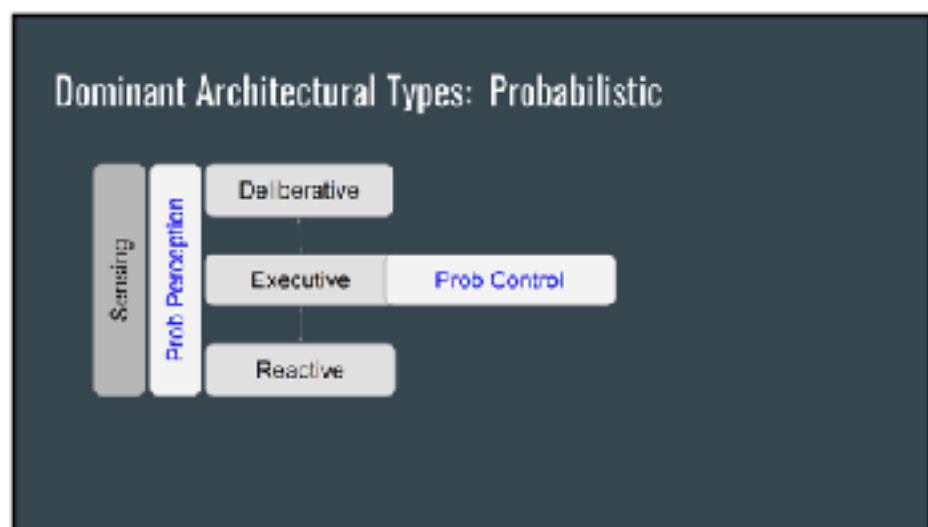 Dominant Architectural Types: Probabilistic
Sensing
Prob Perception
Deliberative
Executive
Prob Control
Reactive